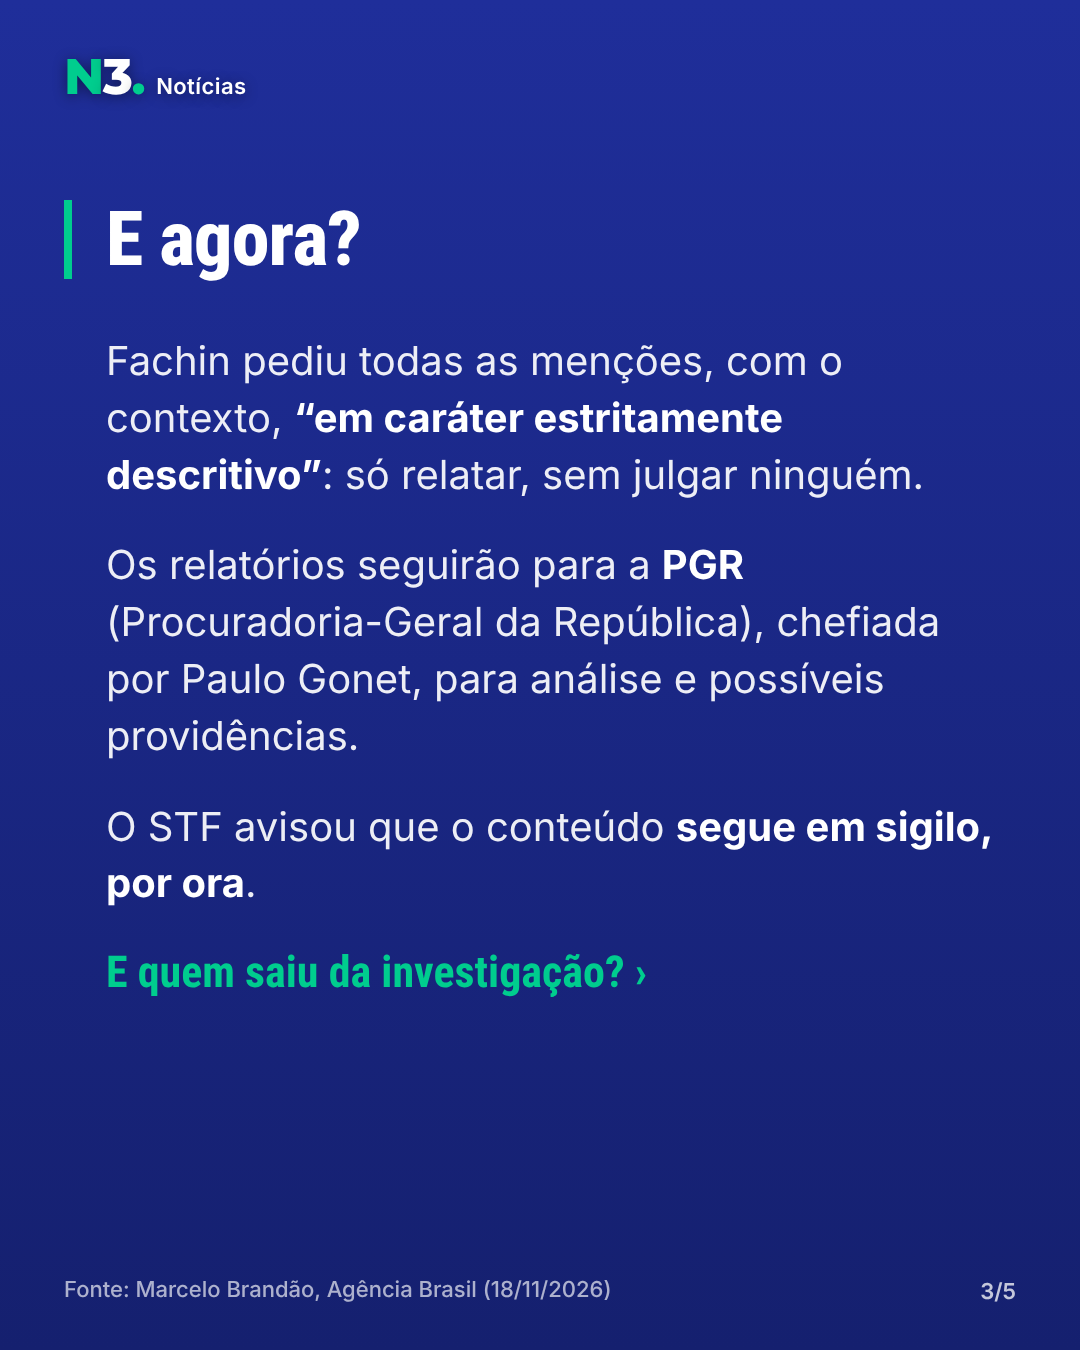 N3. Notícias
E agora?
Fachin pediu todas as menções, com o
contexto, “em caráter estritamente
descritivo”: só relatar, sem julgar ninguém.
Os relatórios seguirão para a PGR
(Procuradoria-Geral da República), chefiada
por Paulo Gonet, para análise e possíveis
providências.
O STF avisou que o conteúdo segue em sigilo,
por ora.
E quem saiu da investigação? ›
Fonte: Marcelo Brandão, Agência Brasil (18/11/2026)
3/5